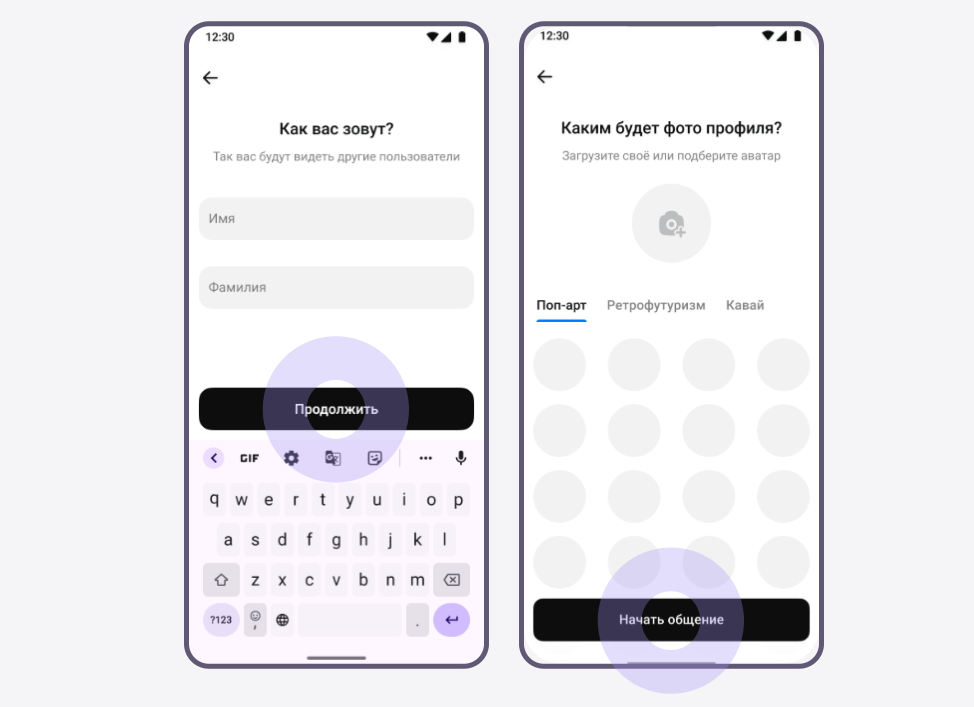 12:30
Как вас зовут?
Так вас будут видеть другие пользователи
Имя
Фамилия
Продолжить
GIF
q w e r t y u i o p
a s d f g h j k l
z x c v b n m
?123 , .
12:30
Каким будет фото профиля?
Загрузите своё или подберите аватар
Поп-арт Ретрофутуризм Кавай
Начать общение